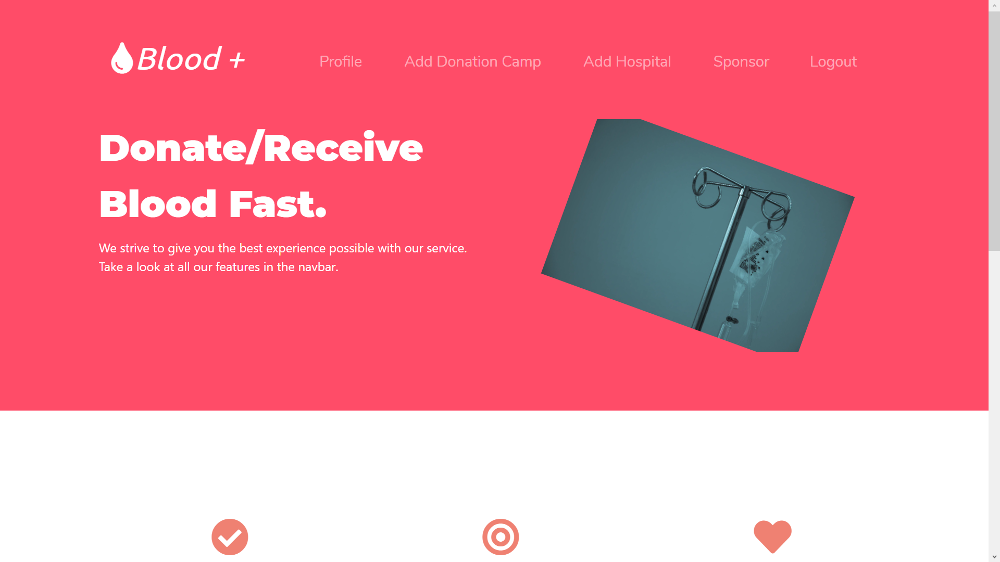 Blood +
Profile
Add Donation Camp
Add Hospital
Sponsor
Logout
Donate/Receive
Blood Fast.
We strive to give you the best experience possible with our service.
Take a look at all our features in the navbar.